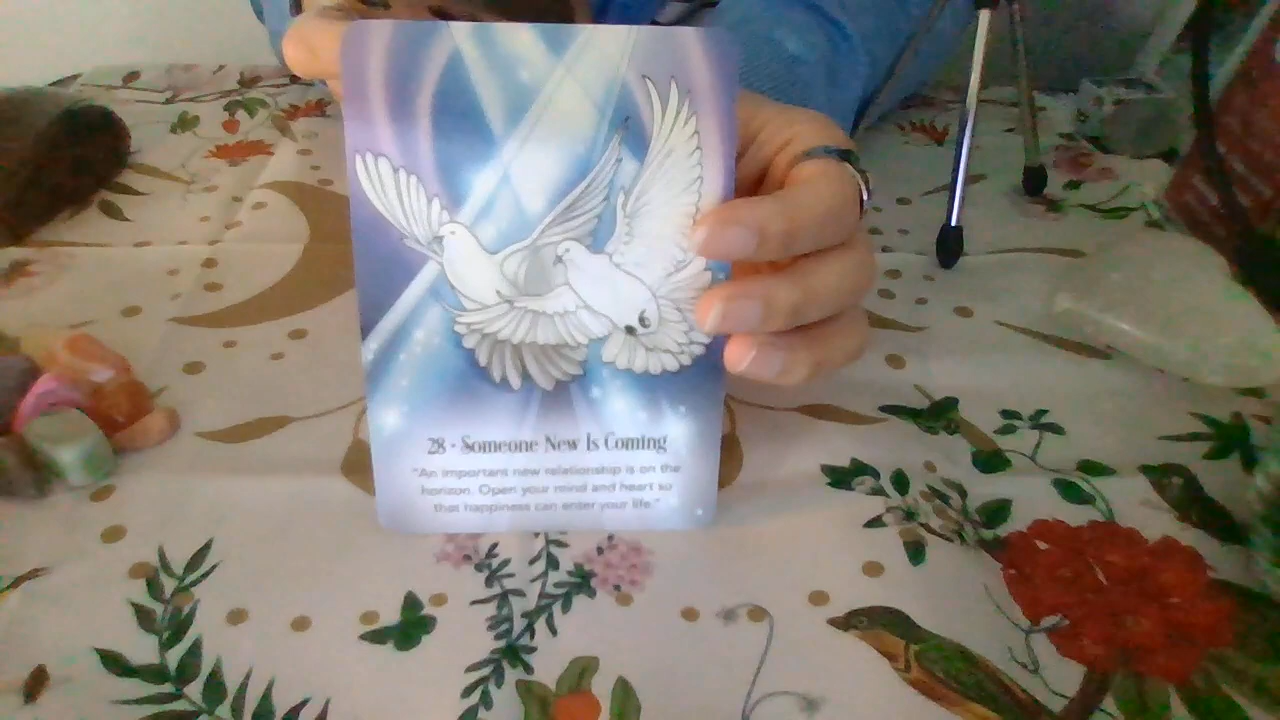 28 · Someone New Is Coming
"An important new relationship is on the
horizon. Open your mind and heart so
that happiness can enter your life."